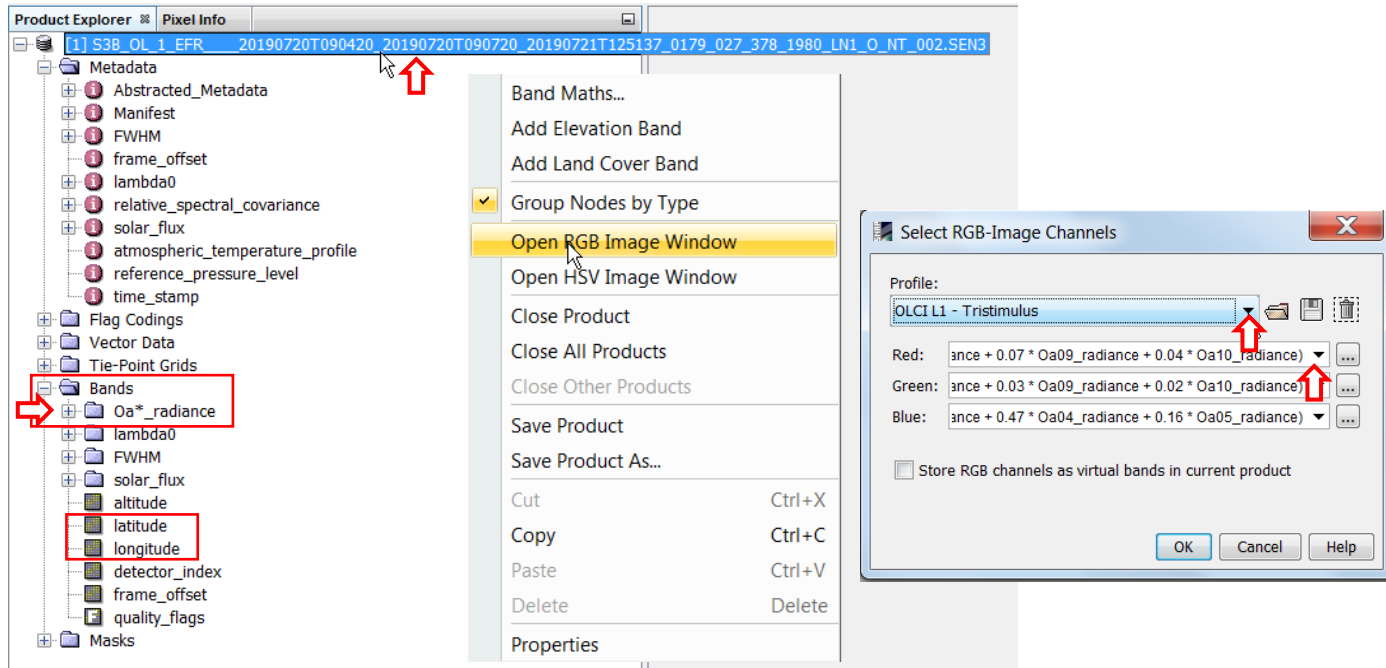 Product Explorer
Pixel Info
[1] S3B_OL_1_EFR____20190720T090420_20190720T090720_20190721T125137_0179_027_378_1980_LN1_O_NT_002.SEN3
Metadata
Abstracted_Metadata
Manifest
FWHM
frame_offset
lambda0
relative_spectral_covariance
solar_flux
atmospheric_temperature_profile
reference_pressure_level
time_stamp
Flag Codings
Vector Data
Tie-Point Grids
Bands
Oa*_radiance
lambda0
FWHM
solar_flux
altitude
latitude
longitude
detector_index
frame_offset
quality_flags
Masks
Band Maths...
Add Elevation Band
Add Land Cover Band
Group Nodes by Type
Open RGB Image Window
Open HSV Image Window
Close Product
Close All Products
Close Other Products
Save Product
Save Product As...
Cut Ctrl+X
Copy Ctrl+C
Paste Ctrl+V
Delete Delete
Properties
Select RGB-Image Channels
Profile:
OLCI L1 - Tristimulus
Red: ance + 0.07 * Oa09_radiance + 0.04 * Oa10_radiance) ...
Green: ance + 0.03 * Oa09_radiance + 0.02 * Oa10_radiance) ...
Blue: ance + 0.47 * Oa04_radiance + 0.16 * Oa05_radiance) ...
Store RGB channels as virtual bands in current product
OK Cancel Help